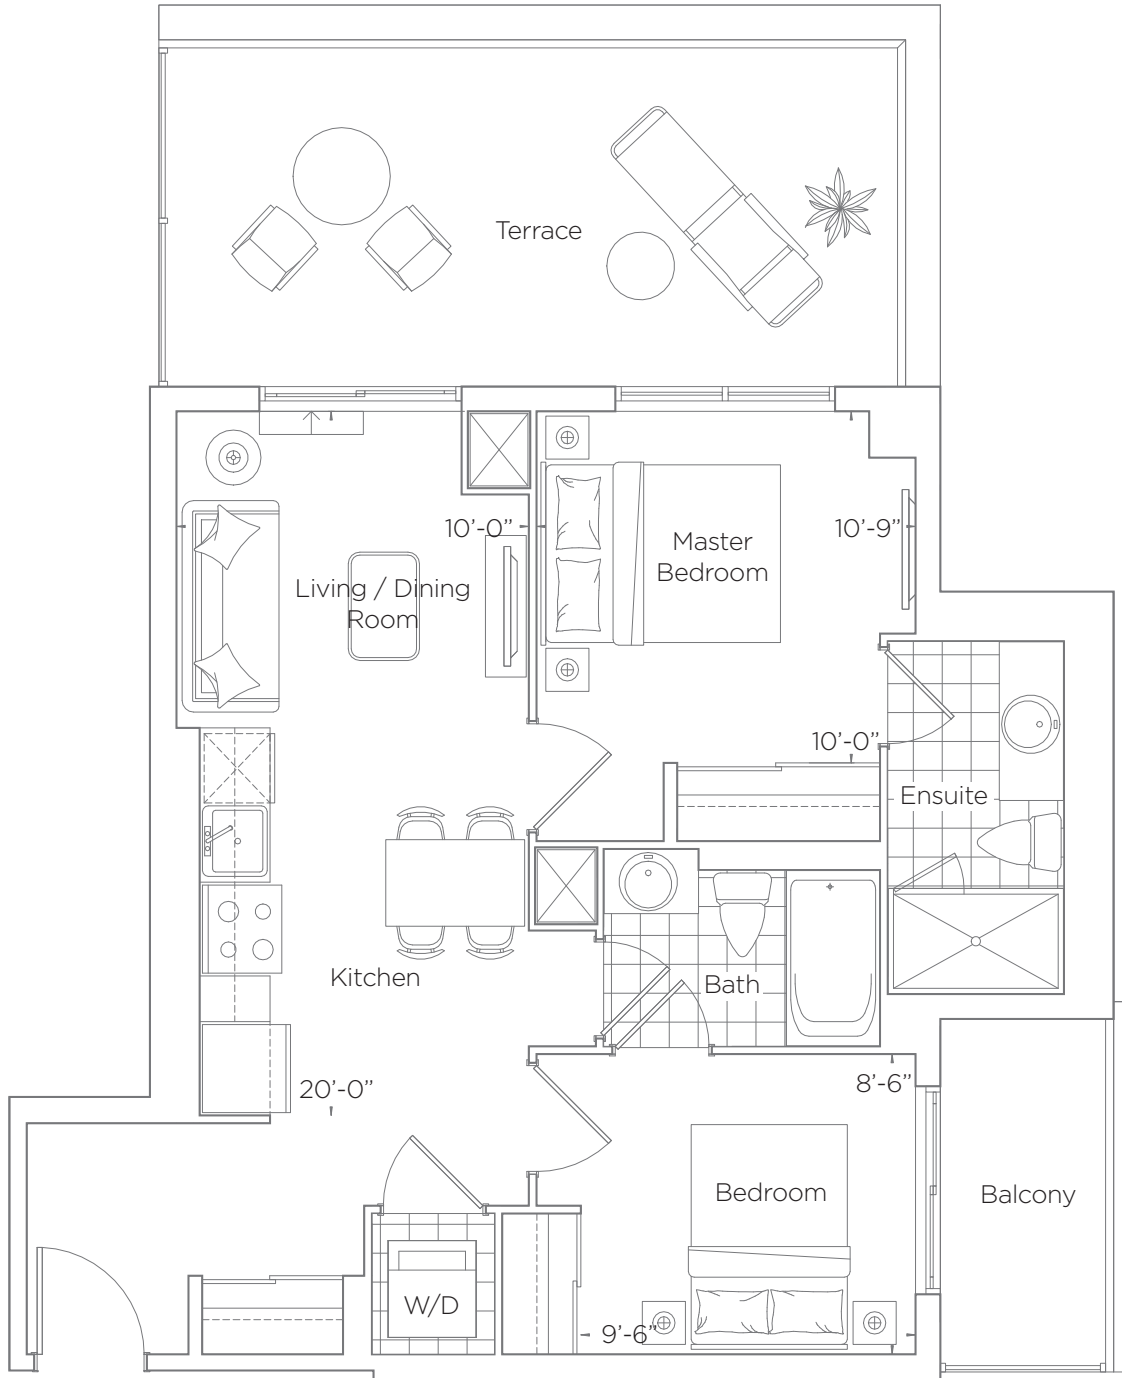 Terrace
10’-0”
10’-9”
Master
Bedroom
Living / Dining
Room
10’-0”
Ensuite
Kitchen
Bath
20’-0”
8’-6”
Bedroom
Balcony
W/D
9’-6”